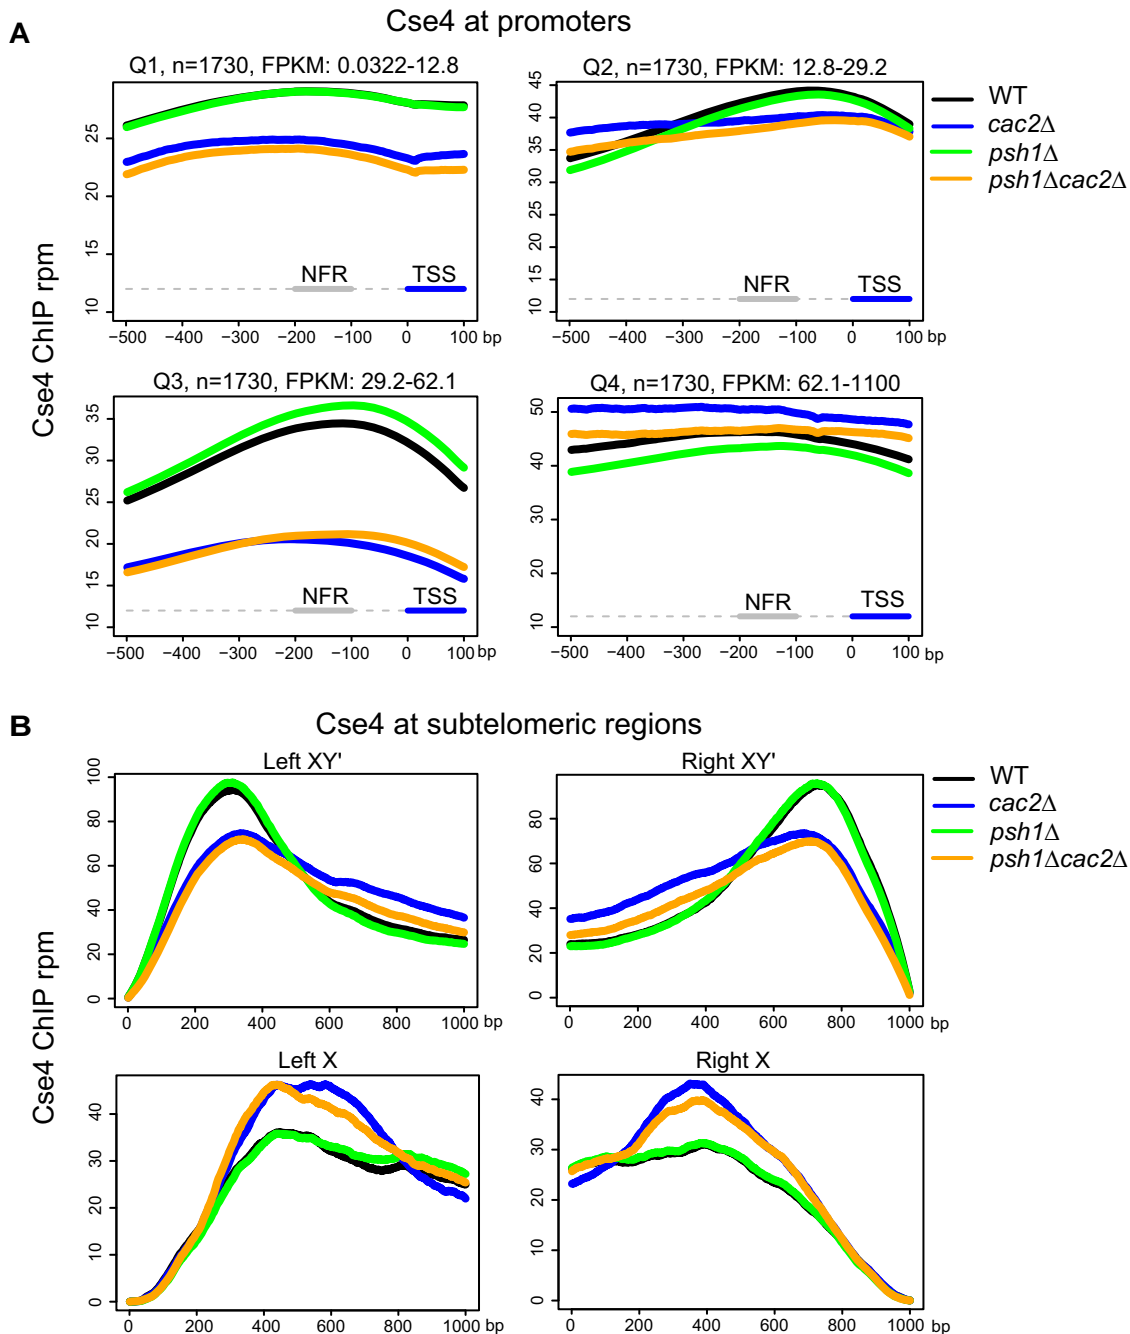 A
Cse4 at promoters
Cse4 ChIP rpm
Q1, n=1730, FPKM: 0.0322-12.8
25
20
15
10
NFR
TSS
−500 −400 −300 −200 −100 0 100 bp
Q2, n=1730, FPKM: 12.8-29.2
45
40
35
30
25
20
15
10
NFR
TSS
−500 −400 −300 −200 −100 0 100 bp
WT
cac2Δ
psh1Δ
psh1Δcac2Δ
Q3, n=1730, FPKM: 29.2-62.1
35
30
25
20
15
10
NFR
TSS
−500 −400 −300 −200 −100 0 100 bp
Q4, n=1730, FPKM: 62.1-1100
50
40
30
20
10
NFR
TSS
−500 −400 −300 −200 −100 0 100 bp
B
Cse4 at subtelomeric regions
Cse4 ChIP rpm
Left XY'
100
80
60
40
20
0
0 200 400 600 800 1000 bp
Right XY'
80
60
40
20
0
0 200 400 600 800 1000 bp
WT
cac2Δ
psh1Δ
psh1Δcac2Δ
Left X
40
30
20
10
0
0 200 400 600 800 1000 bp
Right X
40
30
20
10
0
0 200 400 600 800 1000 bp